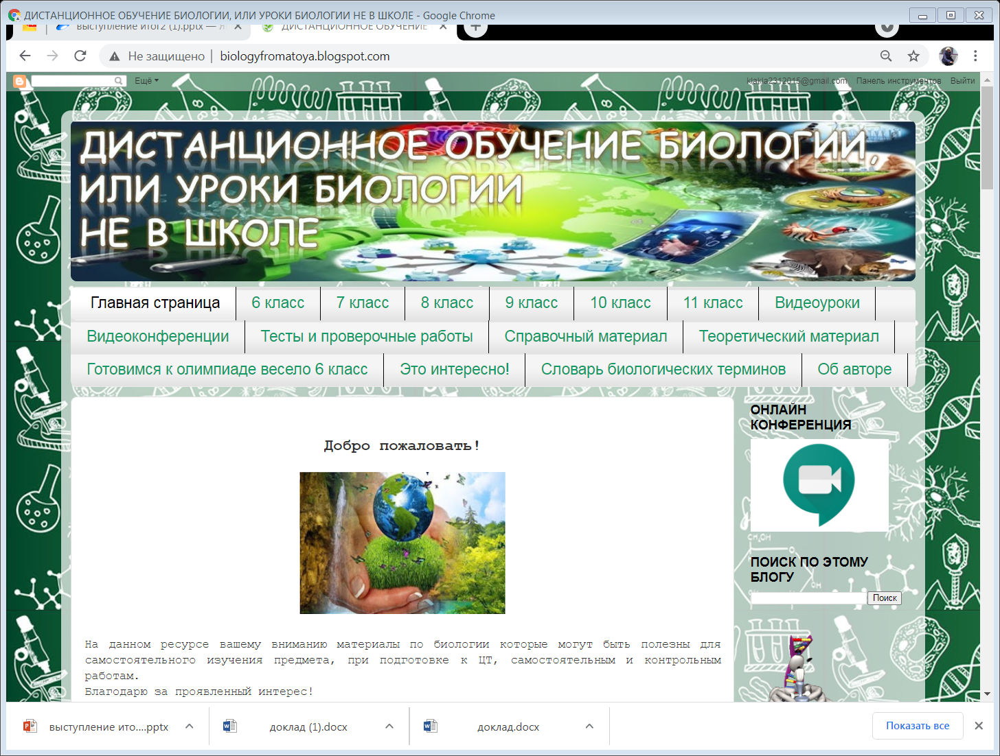 ДИСТАНЦИОННОЕ ОБУЧЕНИЕ БИОЛОГИИ, ИЛИ УРОКИ БИОЛОГИИ НЕ В ШКОЛЕ - Google Chrome
выступление итог2 (1).pptx — Я
ДИСТАНЦИОННОЕ ОБУЧЕНИЕ
Не защищено | biologyfromatoya.blogspot.com
Ещё
klakla2312015@gmail.com Панель инструментов Выйти
ДИСТАНЦИОННОЕ ОБУЧЕНИЕ БИОЛОГИИ,
ИЛИ УРОКИ БИОЛОГИИ
НЕ В ШКОЛЕ
Главная страница 6 класс 7 класс 8 класс 9 класс 10 класс 11 класс Видеоуроки
Видеоконференции Тесты и проверочные работы Справочный материал Теоретический материал
Готовимся к олимпиаде весело 6 класс Это интересно! Словарь биологических терминов Об авторе
ОНЛАЙН
КОНФЕРЕНЦИЯ
Добро пожаловать!
ПОИСК ПО ЭТОМУ
БЛОГУ
Поиск
На данном ресурсе вашему вниманию материалы по биологии которые могут быть полезны для
самостоятельного изучения предмета, при подготовке к ЦТ, самостоятельным и контрольным
работам.
Благодарю за проявленный интерес!
выступление ито....pptx доклад (1).docx доклад.docx Показать все